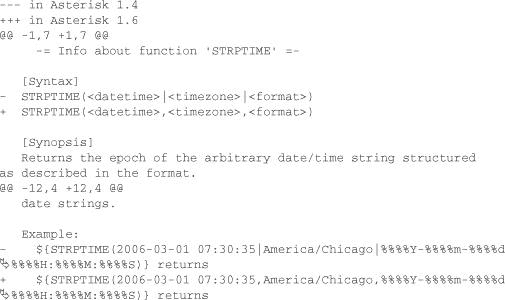 --- in Asterisk 1.4
+++ in Asterisk 1.6
@@ -1,7 +1,7 @@
-= Info about function 'STRPTIME' =-
[Syntax]
- STRPTIME(<datetime>|<timezone>|<format>)
+ STRPTIME(<datetime>,<timezone>,<format>)
[Synopsis]
Returns the epoch of the arbitrary date/time string structured
as described in the format.
@@ -12,4 +12,4 @@
date strings.
Example:
- ${STRPTIME(2006-03-01 07:30:35|America/Chicago|%%%%Y-%%%%m-%%%%d
↪%%%%H:%%%%M:%%%%S)} returns
+ ${STRPTIME(2006-03-01 07:30:35,America/Chicago,%%%%Y-%%%%m-%%%%d
↪%%%%H:%%%%M:%%%%S)} returns